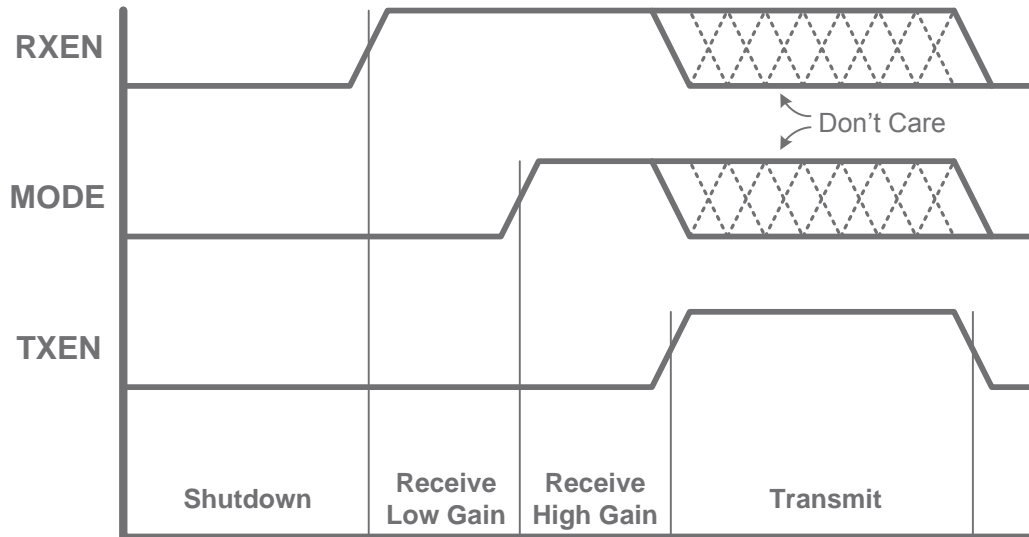 RXEN
Don't Care
MODE
TXEN
Shutdown
Receive
Low Gain
Receive
High Gain
Transmit